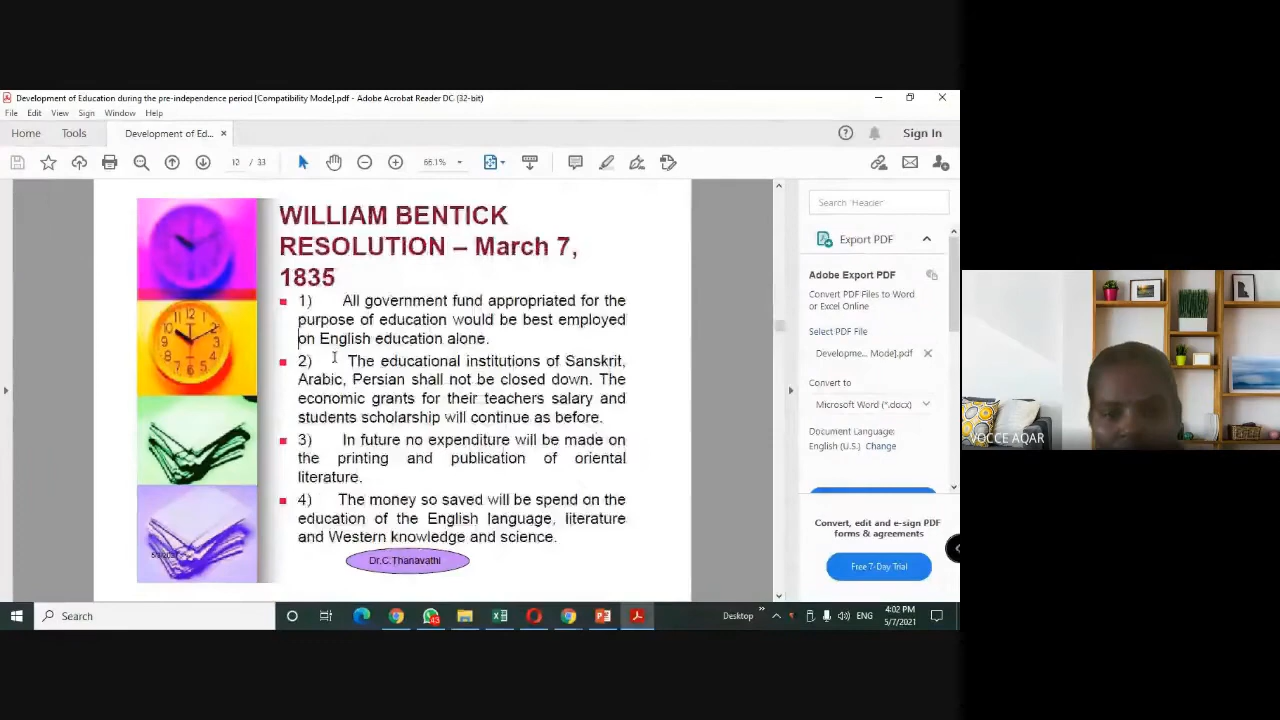 Development of Education during the pre-independence period [Compatibility Mode].pdf - Adobe Acrobat Reader DC (32-bit)
File Edit View Sign Window Help
Home Tools Development of Ed... × Sign In
12 / 33 66.1%
WILLIAM BENTICK
RESOLUTION – March 7,
1835
1) All government fund appropriated for the
purpose of education would be best employed
on English education alone.
2) The educational institutions of Sanskrit,
Arabic, Persian shall not be closed down. The
economic grants for their teachers salary and
students scholarship will continue as before.
3) In future no expenditure will be made on
the printing and publication of oriental
literature.
4) The money so saved will be spend on the
education of the English language, literature
and Western knowledge and science.
Dr.C.Thanavathi
Search 'Header'
Export PDF
Adobe Export PDF
Convert PDF Files to Word
or Excel Online
Select PDF File
Developme... Mode].pdf ×
Convert to
Microsoft Word (*.docx)
Document Language:
English (U.S.) Change
Convert, edit and e-sign PDF
forms & agreements
Free 7-Day Trial
VOCCE AQAR
Search
43
Desktop
ENG
4:02 PM
5/7/2021